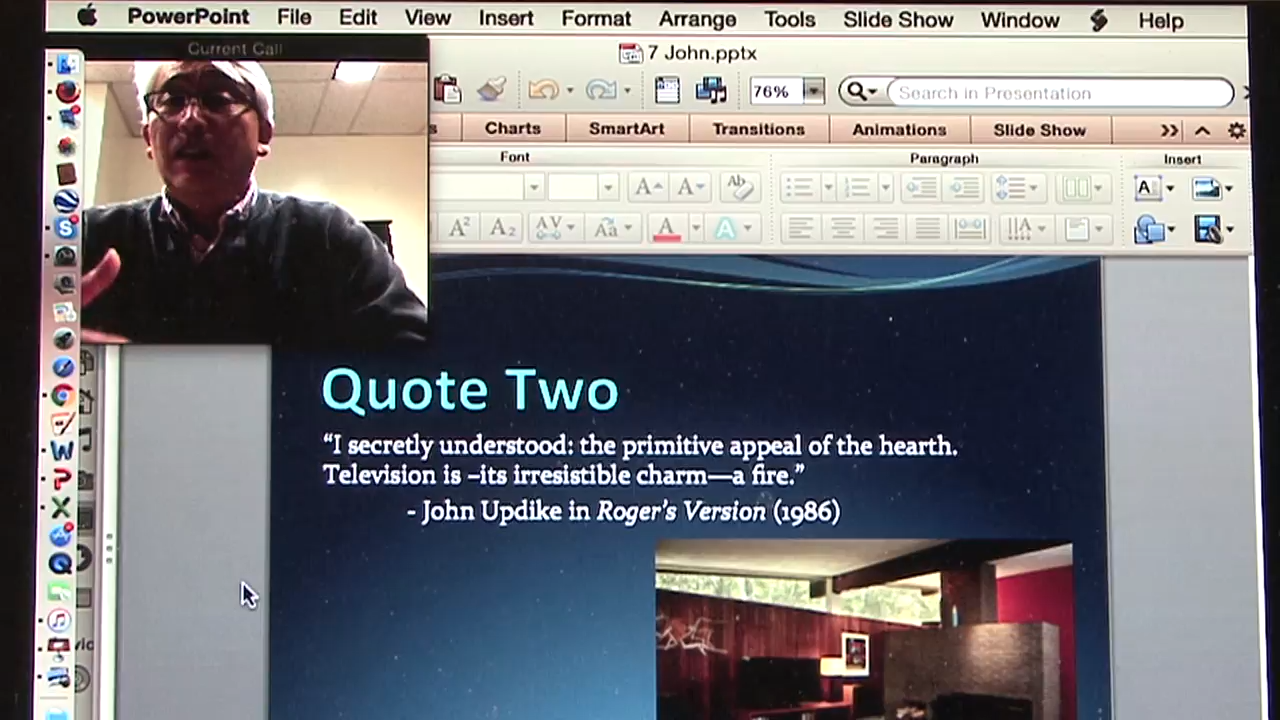 PowerPoint File Edit View Insert Format Arrange Tools Slide Show Window Help
Current Call
7 John.pptx
76% Search in Presentation
s Charts SmartArt Transitions Animations Slide Show
Font Paragraph Insert
Quote Two
“I secretly understood: the primitive appeal of the hearth.
Television is –its irresistible charm—a fire.”
- John Updike in Roger’s Version (1986)